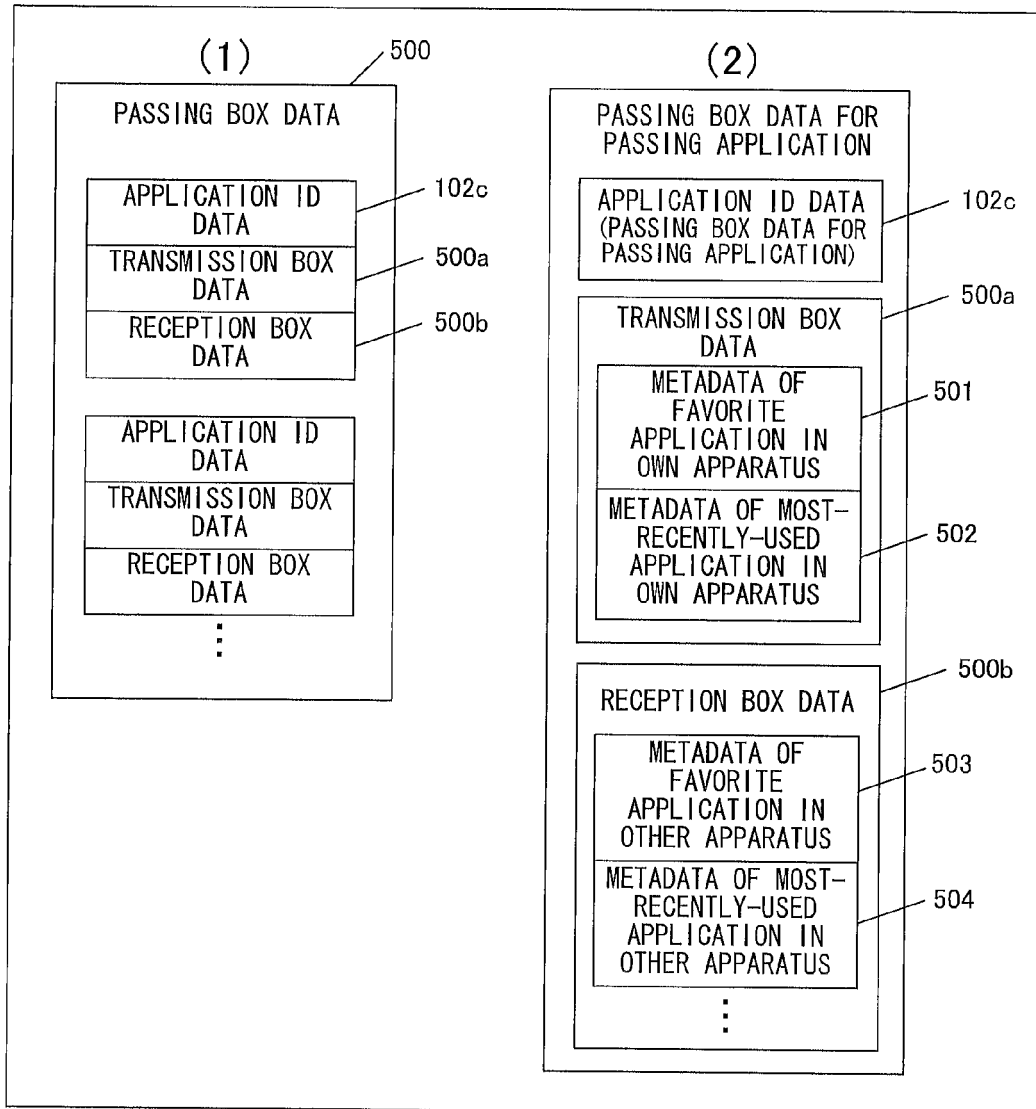 (1)
500
PASSING BOX DATA
APPLICATION ID
DATA
102c
TRANSMISSION BOX
DATA
500a
RECEPTION BOX
DATA
500b
APPLICATION ID
DATA
TRANSMISSION BOX
DATA
RECEPTION BOX
DATA
(2)
PASSING BOX DATA FOR
PASSING APPLICATION
APPLICATION ID DATA
(PASSING BOX DATA FOR
PASSING APPLICATION)
102c
500a
TRANSMISSION BOX
DATA
METADATA OF
FAVORITE
APPLICATION IN
OWN APPARATUS
501
METADATA OF MOST-
RECENTLY-USED
APPLICATION IN
OWN APPARATUS
502
500b
RECEPTION BOX DATA
METADATA OF
FAVORITE
APPLICATION IN
OTHER APPARATUS
503
METADATA OF MOST-
RECENTLY-USED
APPLICATION IN
OTHER APPARATUS
504